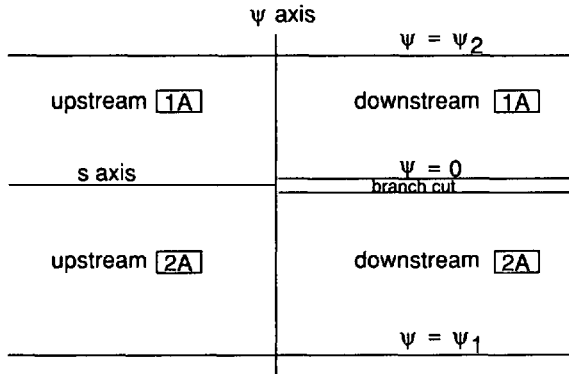 ψ axis
ψ = ψ2
upstream 1A
downstream 1A
s axis
ψ = 0
branch cut
upstream 2A
downstream 2A
ψ = ψ1